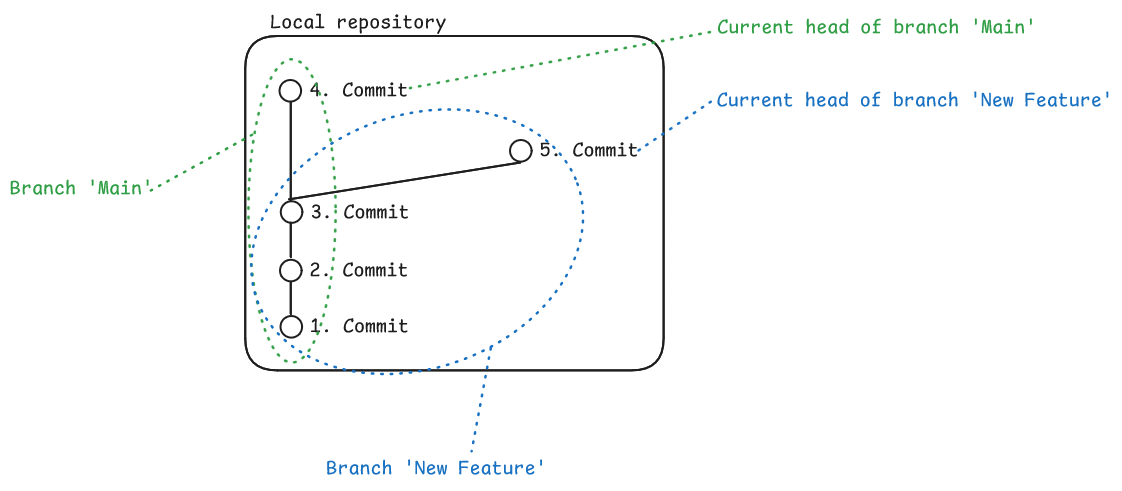 Local repository
Current head of branch 'Main'
4. Commit
Current head of branch 'New Feature'
5. Commit
Branch 'Main'
3. Commit
2. Commit
1. Commit
Branch 'New Feature'